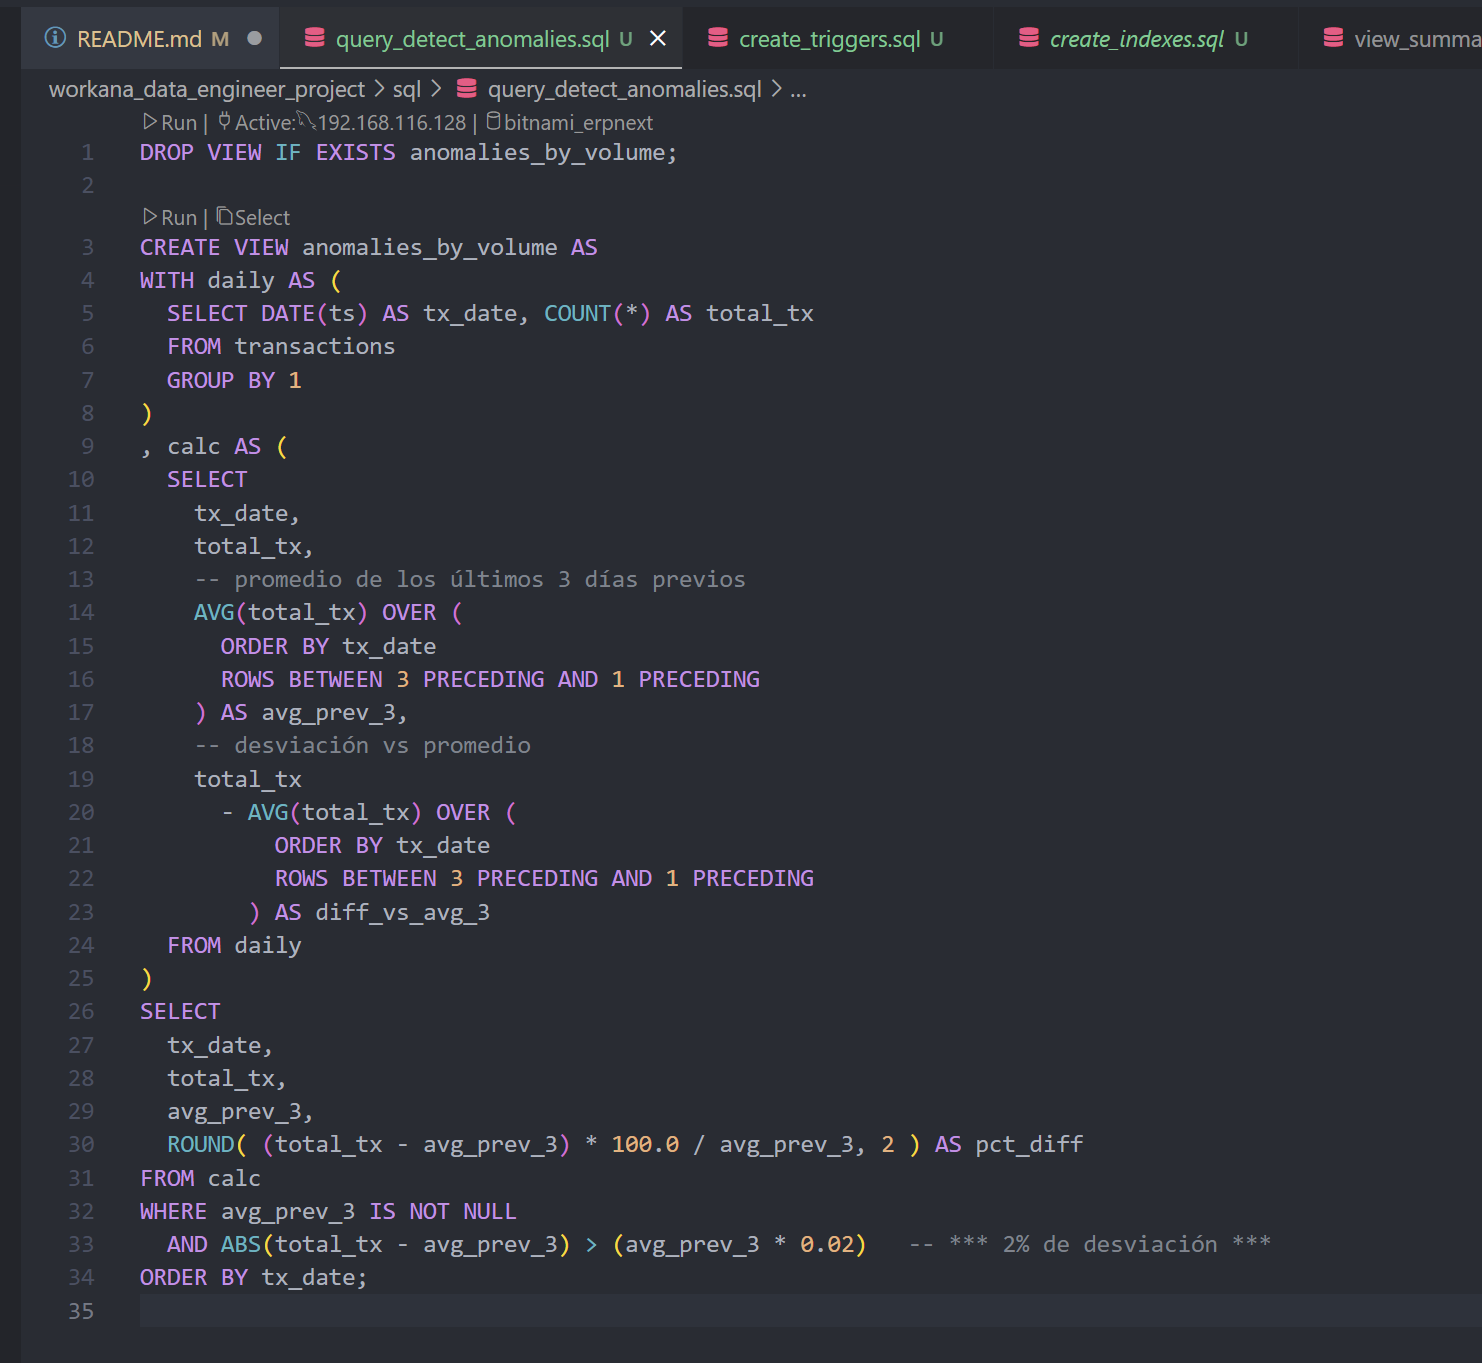 README.md M ● query_detect_anomalies.sql U × create_triggers.sql U create_indexes.sql U view_summa
workana_data_engineer_project > sql > query_detect_anomalies.sql > ...
Run | Active: 192.168.116.128 | bitnami_erpnext
1 DROP VIEW IF EXISTS anomalies_by_volume;
2
Run | Select
3 CREATE VIEW anomalies_by_volume AS
4 WITH daily AS (
5   SELECT DATE(ts) AS tx_date, COUNT(*) AS total_tx
6   FROM transactions
7   GROUP BY 1
8 )
9 , calc AS (
10   SELECT
11     tx_date,
12     total_tx,
13     -- promedio de los últimos 3 días previos
14     AVG(total_tx) OVER (
15       ORDER BY tx_date
16       ROWS BETWEEN 3 PRECEDING AND 1 PRECEDING
17     ) AS avg_prev_3,
18     -- desviación vs promedio
19     total_tx
20       - AVG(total_tx) OVER (
21           ORDER BY tx_date
22           ROWS BETWEEN 3 PRECEDING AND 1 PRECEDING
23         ) AS diff_vs_avg_3
24   FROM daily
25 )
26 SELECT
27   tx_date,
28   total_tx,
29   avg_prev_3,
30   ROUND( (total_tx - avg_prev_3) * 100.0 / avg_prev_3, 2 ) AS pct_diff
31 FROM calc
32 WHERE avg_prev_3 IS NOT NULL
33   AND ABS(total_tx - avg_prev_3) > (avg_prev_3 * 0.02)   -- *** 2% de desviación ***
34 ORDER BY tx_date;
35